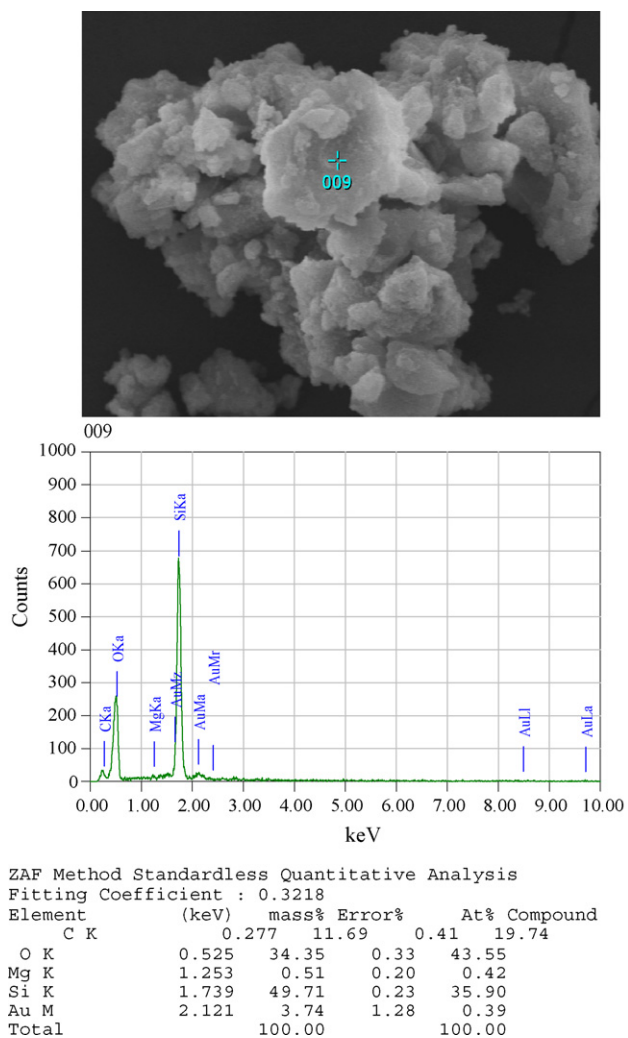 009
009
1000
900
800
700
600
500
400
300
200
100
0
Counts
CKa
OKa
MgKa
AuMz
SiKa
AuMa
AuMr
AuLl
AuLa
0.00 1.00 2.00 3.00 4.00 5.00 6.00 7.00 8.00 9.00 10.00
keV
ZAF Method Standardless Quantitative Analysis
Fitting Coefficient : 0.3218
Element (keV) mass% Error% At% Compound
C K 0.277 11.69 0.41 19.74
O K 0.525 34.35 0.33 43.55
Mg K 1.253 0.51 0.20 0.42
Si K 1.739 49.71 0.23 35.90
Au M 2.121 3.74 1.28 0.39
Total 100.00 100.00